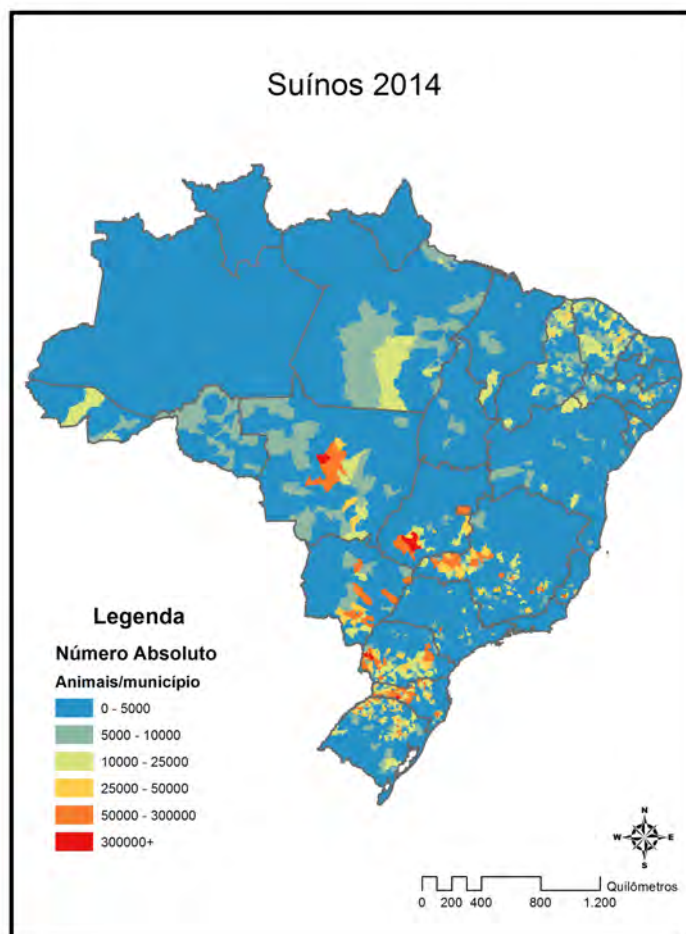 Suínos 2014
Legenda
Número Absoluto
Animais/município
0 - 5000
5000 - 10000
10000 - 25000
25000 - 50000
50000 - 300000
300000+
N
W E
S
Quilômetros
0 200 400 800 1.200